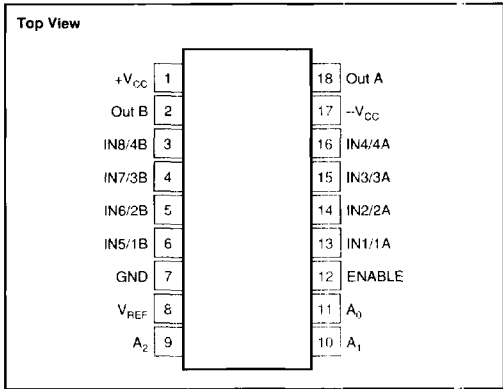 Top View
+VCC 1 18 Out A
Out B 2 17 --VCC
IN8/4B 3 16 IN4/4A
IN7/3B 4 15 IN3/3A
IN6/2B 5 14 IN2/2A
IN5/1B 6 13 IN1/1A
GND 7 12 ENABLE
VREF 8 11 A0
A2 9 10 A1